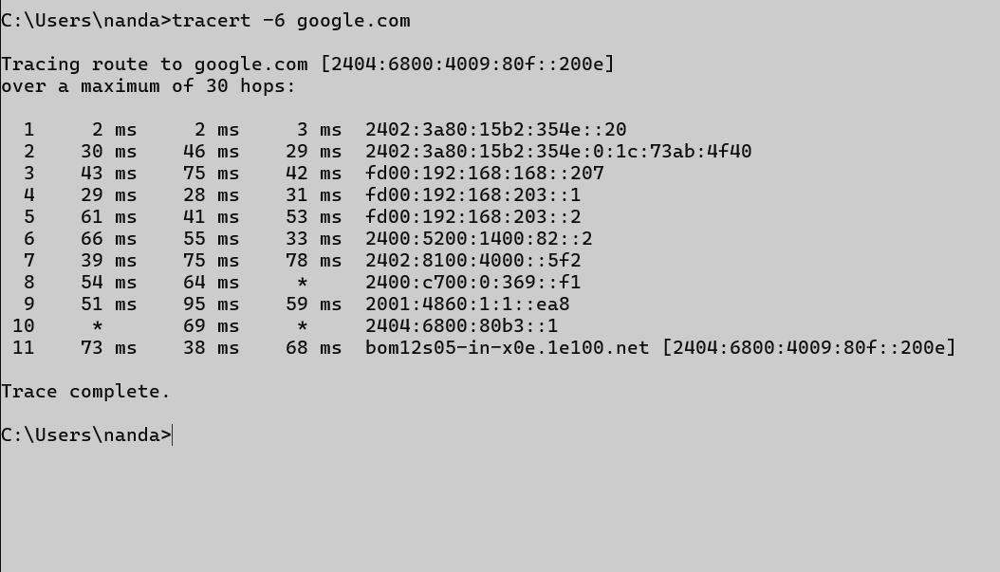 C:\Users\nanda>tracert -6 google.com
Tracing route to google.com [2404:6800:4009:80f::200e]
over a maximum of 30 hops:
1 2 ms 2 ms 3 ms 2402:3a80:15b2:354e::20
2 30 ms 46 ms 29 ms 2402:3a80:15b2:354e:0:1c:73ab:4f40
3 43 ms 75 ms 42 ms fd00:192:168:168::207
4 29 ms 28 ms 31 ms fd00:192:168:203::1
5 61 ms 41 ms 53 ms fd00:192:168:203::2
6 66 ms 55 ms 33 ms 2400:5200:1400:82::2
7 39 ms 75 ms 78 ms 2402:8100:4000::5f2
8 54 ms 64 ms * 2400:c700:0:369::f1
9 51 ms 95 ms 59 ms 2001:4860:1:1::ea8
10 * 69 ms * 2404:6800:80b3::1
11 73 ms 38 ms 68 ms bom12s05-in-x0e.1e100.net [2404:6800:4009:80f::200e]
Trace complete.
C:\Users\nanda>